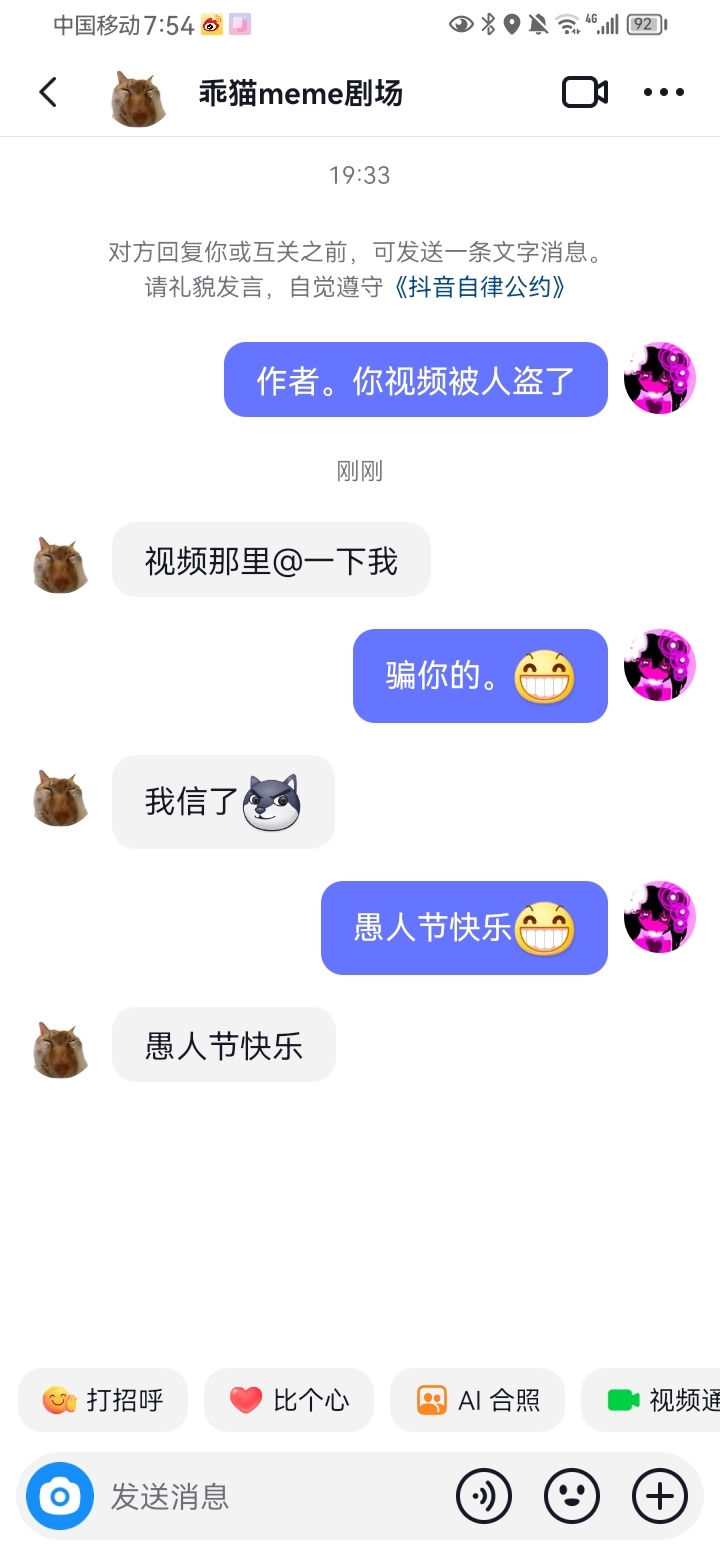 中国移动 7:54 4G 92
乖猫meme剧场
19:33
对方回复你或互关之前，可发送一条文字消息。
请礼貌发言，自觉遵守《抖音自律公约》
作者。你视频被人盗了
刚刚
视频那里@一下我
骗你的。
我信了
愚人节快乐
愚人节快乐
打招呼 比个心 AI 合照 视频通
发送消息